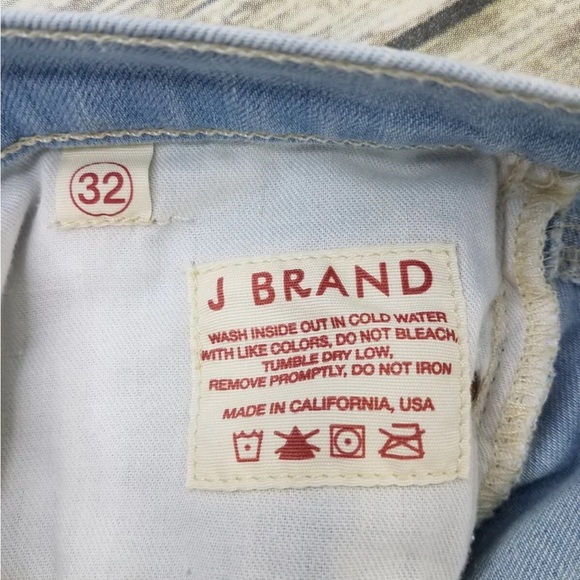 32
J BRAND
WASH INSIDE OUT IN COLD WATER
WITH LIKE COLORS, DO NOT BLEACH,
TUMBLE DRY LOW,
REMOVE PROMPTLY, DO NOT IRON
MADE IN CALIFORNIA, USA